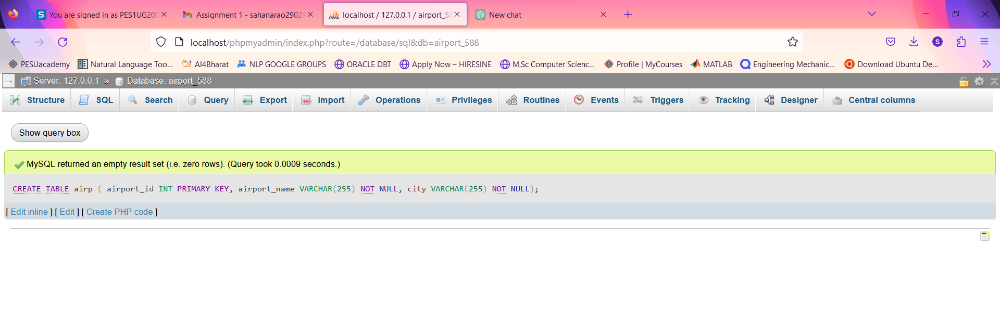 You are signed in as PES1UG20C
Assignment 1 - sahanarao2902@
localhost / 127.0.0.1 / airport_58
New chat
localhost/phpmyadmin/index.php?route=/database/sql&db=airport_588
PESUacademy
Natural Language Too...
AI4Bharat
NLP GOOGLE GROUPS
ORACLE DBT
Apply Now – HIRESINE
M.Sc Computer Scienc...
Profile | MyCourses
MATLAB
Engineering Mechanic...
Download Ubuntu De...
Server: 127.0.0.1 » Database: airport_588
Structure
SQL
Search
Query
Export
Import
Operations
Privileges
Routines
Events
Triggers
Tracking
Designer
Central columns
Show query box
MySQL returned an empty result set (i.e. zero rows). (Query took 0.0009 seconds.)
CREATE TABLE airp ( airport_id INT PRIMARY KEY, airport_name VARCHAR(255) NOT NULL, city VARCHAR(255) NOT NULL);
[ Edit inline ] [ Edit ] [ Create PHP code ]